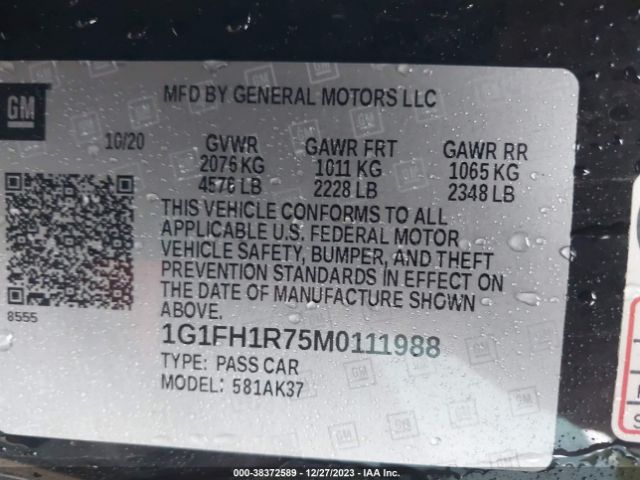 GM
MFD BY GENERAL MOTORS LLC
10/20 GVWR GAWR FRT GAWR RR
2076 KG 1011 KG 1065 KG
4576 LB 2228 LB 2348 LB
THIS VEHICLE CONFORMS TO ALL
APPLICABLE U.S. FEDERAL MOTOR
VEHICLE SAFETY, BUMPER, AND THEFT
PREVENTION STANDARDS IN EFFECT ON
THE DATE OF MANUFACTURE SHOWN
ABOVE.
8555
1G1FH1R75M0111988
TYPE: PASS CAR
MODEL: 581AK37
000-38372589 - 12/27/2023 - IAA Inc.